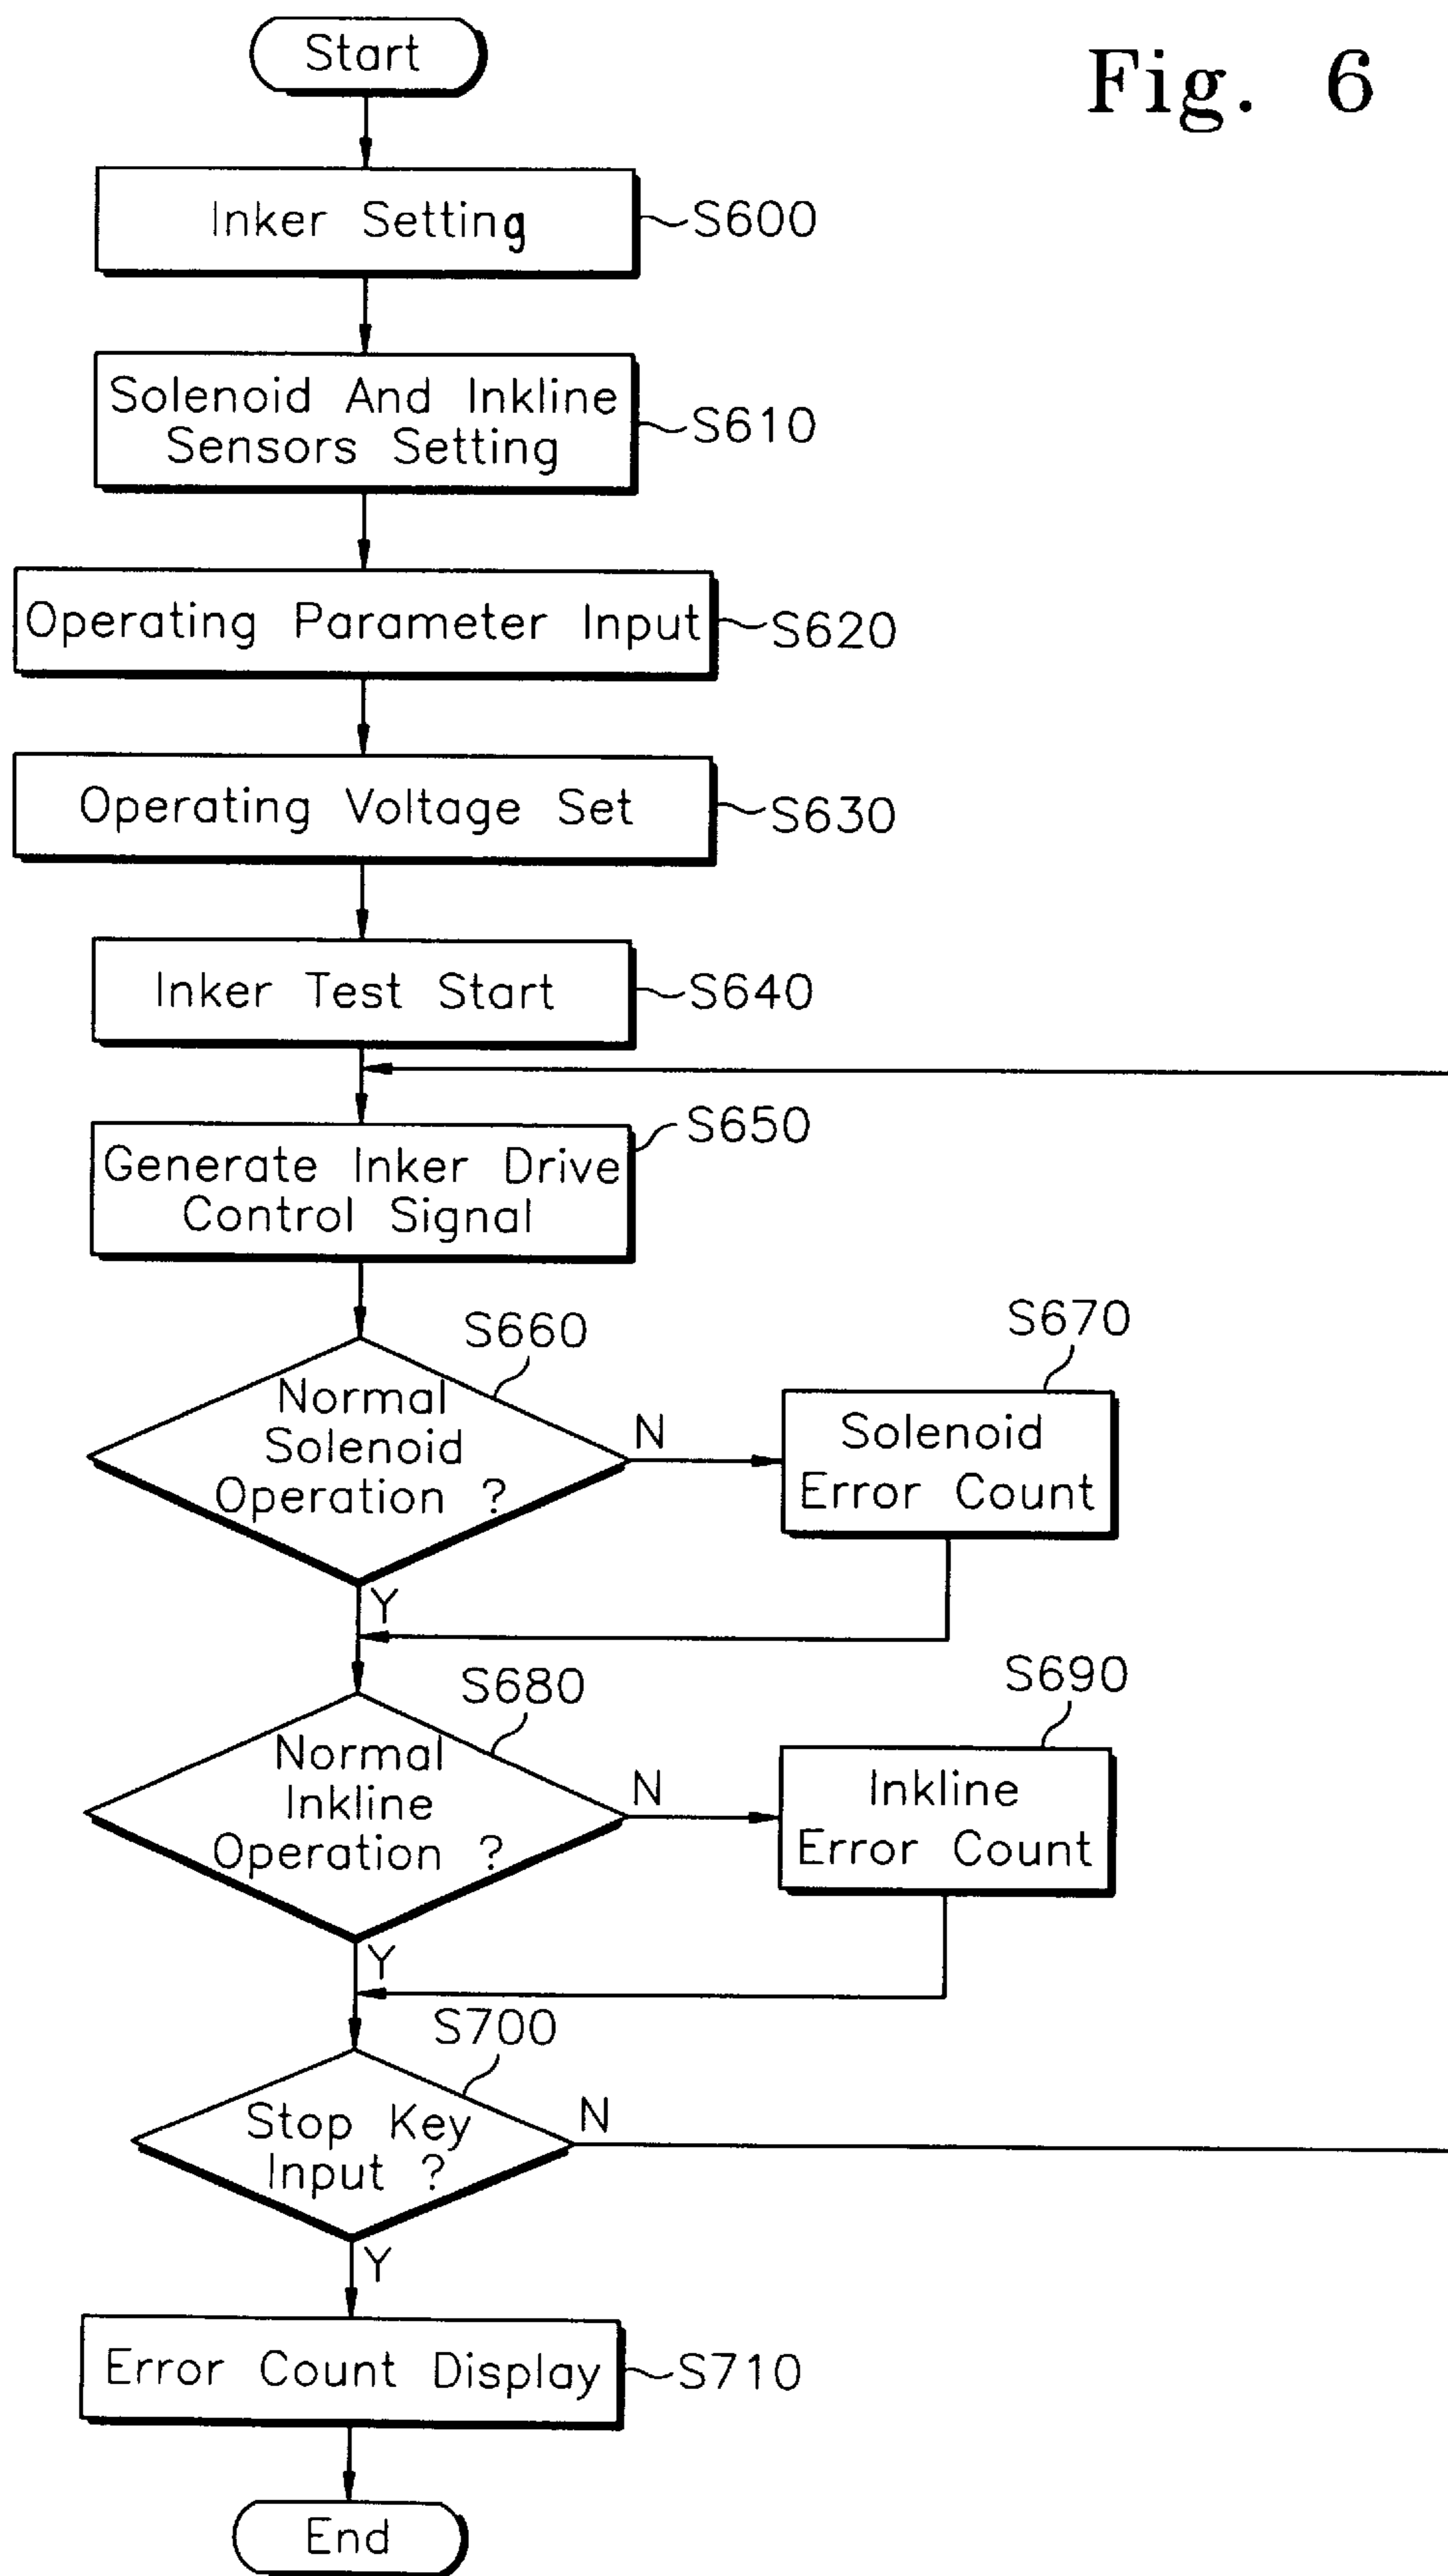 Fig. 6
Start
Inker Setting
S600
Solenoid And Inkline
Sensors Setting
S610
Operating Parameter Input
S620
Operating Voltage Set
S630
Inker Test Start
S640
Generate Inker Drive
Control Signal
S650
S660
Normal
Solenoid
Operation ?
N
Y
S670
Solenoid
Error Count
S680
Normal
Inkline
Operation ?
N
Y
S690
Inkline
Error Count
S700
Stop Key
Input ?
N
Y
Error Count Display
S710
End